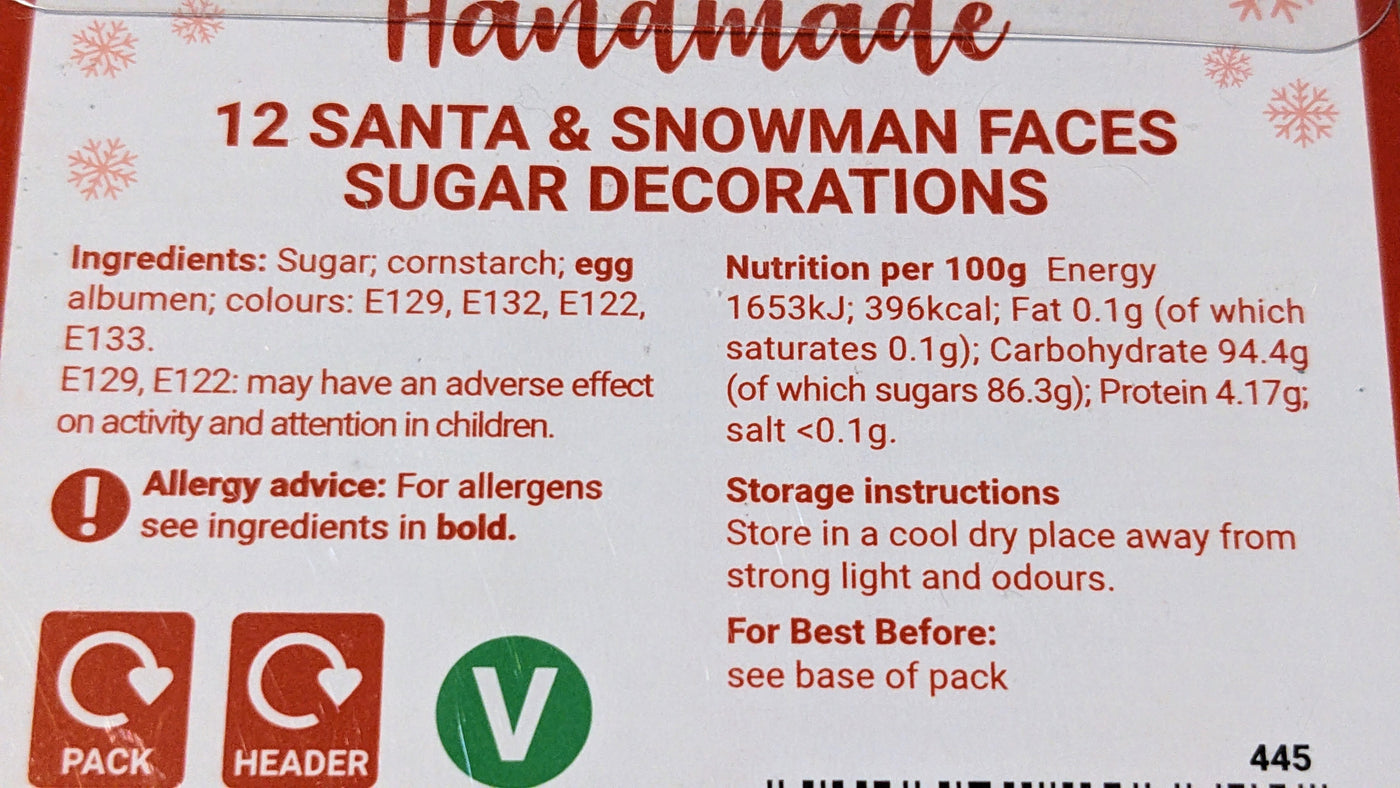 Handmade
12 SANTA & SNOWMAN FACES
SUGAR DECORATIONS
Ingredients: Sugar; cornstarch; egg
albumen; colours: E129, E132, E122,
E133.
E129, E122: may have an adverse effect
on activity and attention in children.
Allergy advice: For allergens
see ingredients in bold.
PACK
HEADER
V
Nutrition per 100g Energy
1653kJ; 396kcal; Fat 0.1g (of which
saturates 0.1g); Carbohydrate 94.4g
(of which sugars 86.3g); Protein 4.17g;
salt <0.1g.
Storage instructions
Store in a cool dry place away from
strong light and odours.
For Best Before:
see base of pack
445